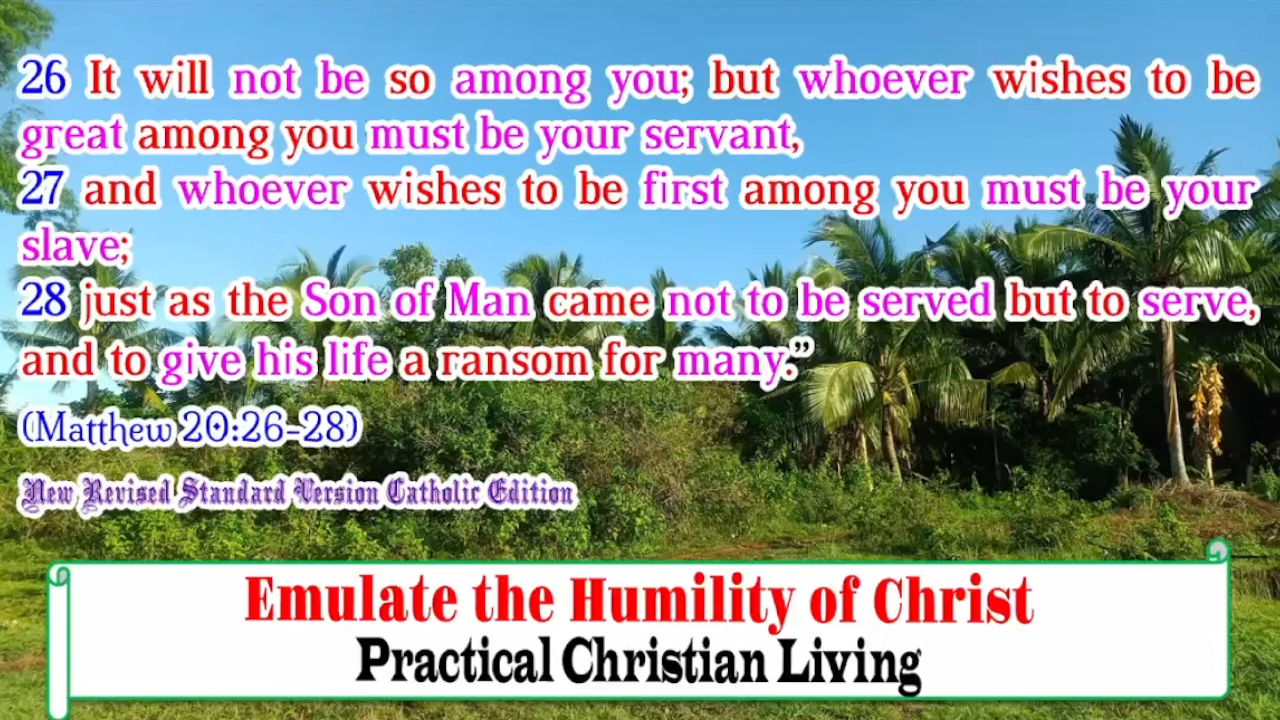 26 It will not be so among you; but whoever wishes to be
great among you must be your servant,
27 and whoever wishes to be first among you must be your
slave;
28 just as the Son of Man came not to be served but to serve,
and to give his life a ransom for many.”
(Matthew 20:26-28)
New Revised Standard Version Catholic Edition
Emulate the Humility of Christ
Practical Christian Living